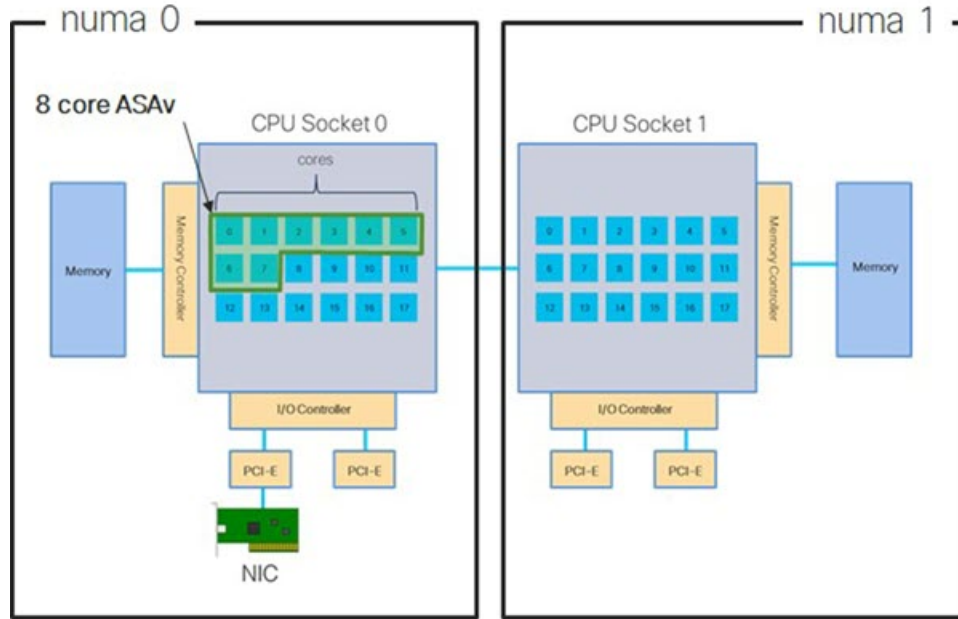 numa 0
numa 1
8 core ASAv
CPU Socket 0
CPU Socket 1
cores
0 1 2 3 4 5
6 7 8 9 10 11
12 13 14 15 16 17
0 1 2 3 4 5
6 7 8 9 10 11
12 13 14 15 16 17
Memory
Memory Controller
Memory Controller
Memory
I/O Controller
I/O Controller
PCI-E
PCI-E
PCI-E
PCI-E
NIC